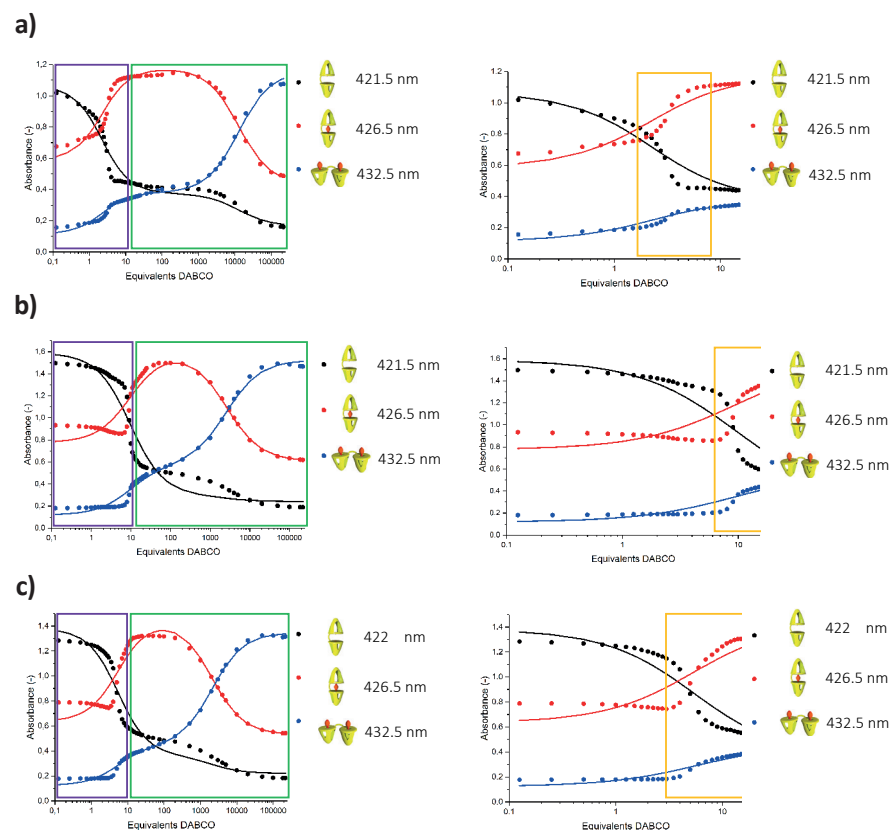 a)
1,2
1,0
0,8
0,6
0,4
0,2
0,0
Absorbance (-)
0,1 1 10 100 1000 10000 100000
Equivalents DABCO
421.5 nm
426.5 nm
432.5 nm
1.2
1.0
0.8
0.6
0.4
0.2
0.0
Absorbance (-)
0.1 1 10
Equivalents DABCO
421.5 nm
426.5 nm
432.5 nm
b)
1,6
1,4
1,2
1,0
0,8
0,6
0,4
0,2
0,0
Absorbance (-)
0,1 1 10 100 1000 10000 100000
Equivalents DABCO
421.5 nm
426.5 nm
432.5 nm
1,6
1,4
1,2
1,0
0,8
0,6
0,4
0,2
0,0
Absorbance (-)
0,1 1 10
Equivalents DABCO
421.5 nm
426.5 nm
432.5 nm
c)
1,4
1,2
1,0
0,8
0,6
0,4
0,2
0,0
Absorbance (-)
0,1 1 10 100 1000 10000 100000
Equivalents DABCO
422 nm
426.5 nm
432.5 nm
1,4
1,2
1,0
0,8
0,6
0,4
0,2
0,0
Absorbance (-)
0,1 1 10
Equivalents DABCO
422 nm
426.5 nm
432.5 nm